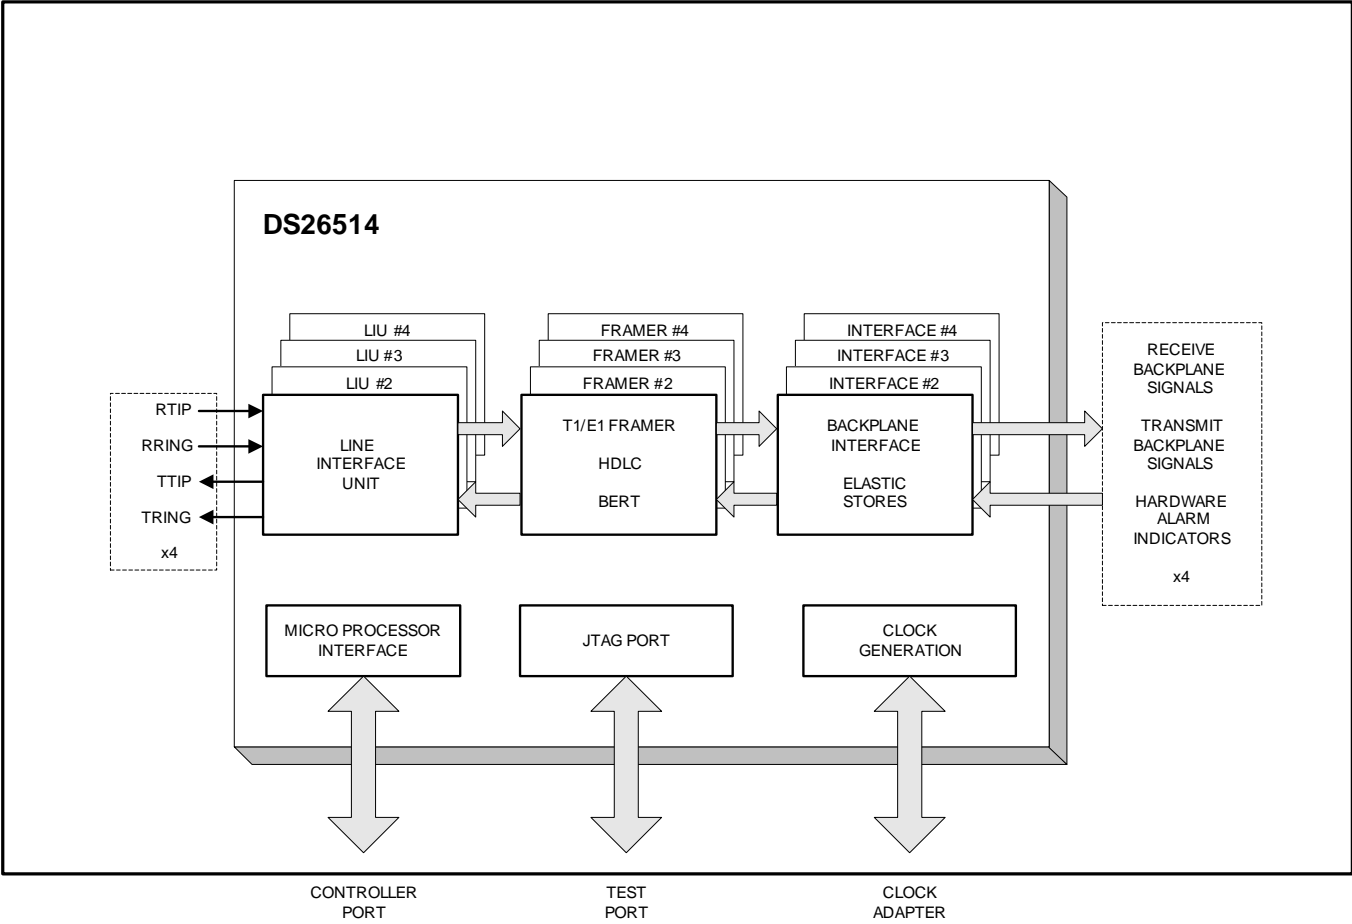 DS26514
LIU #4
LIU #3
LIU #2
LINE
INTERFACE
UNIT
FRAMER #4
FRAMER #3
FRAMER #2
T1/E1 FRAMER
HDLC
BERT
INTERFACE #4
INTERFACE #3
INTERFACE #2
BACKPLANE
INTERFACE
ELASTIC
STORES
RTIP
RRING
TTIP
TRING
x4
RECEIVE
BACKPLANE
SIGNALS
TRANSMIT
BACKPLANE
SIGNALS
HARDWARE
ALARM
INDICATORS
x4
MICRO PROCESSOR
INTERFACE
JTAG PORT
CLOCK
GENERATION
CONTROLLER
PORT
TEST
PORT
CLOCK
ADAPTER